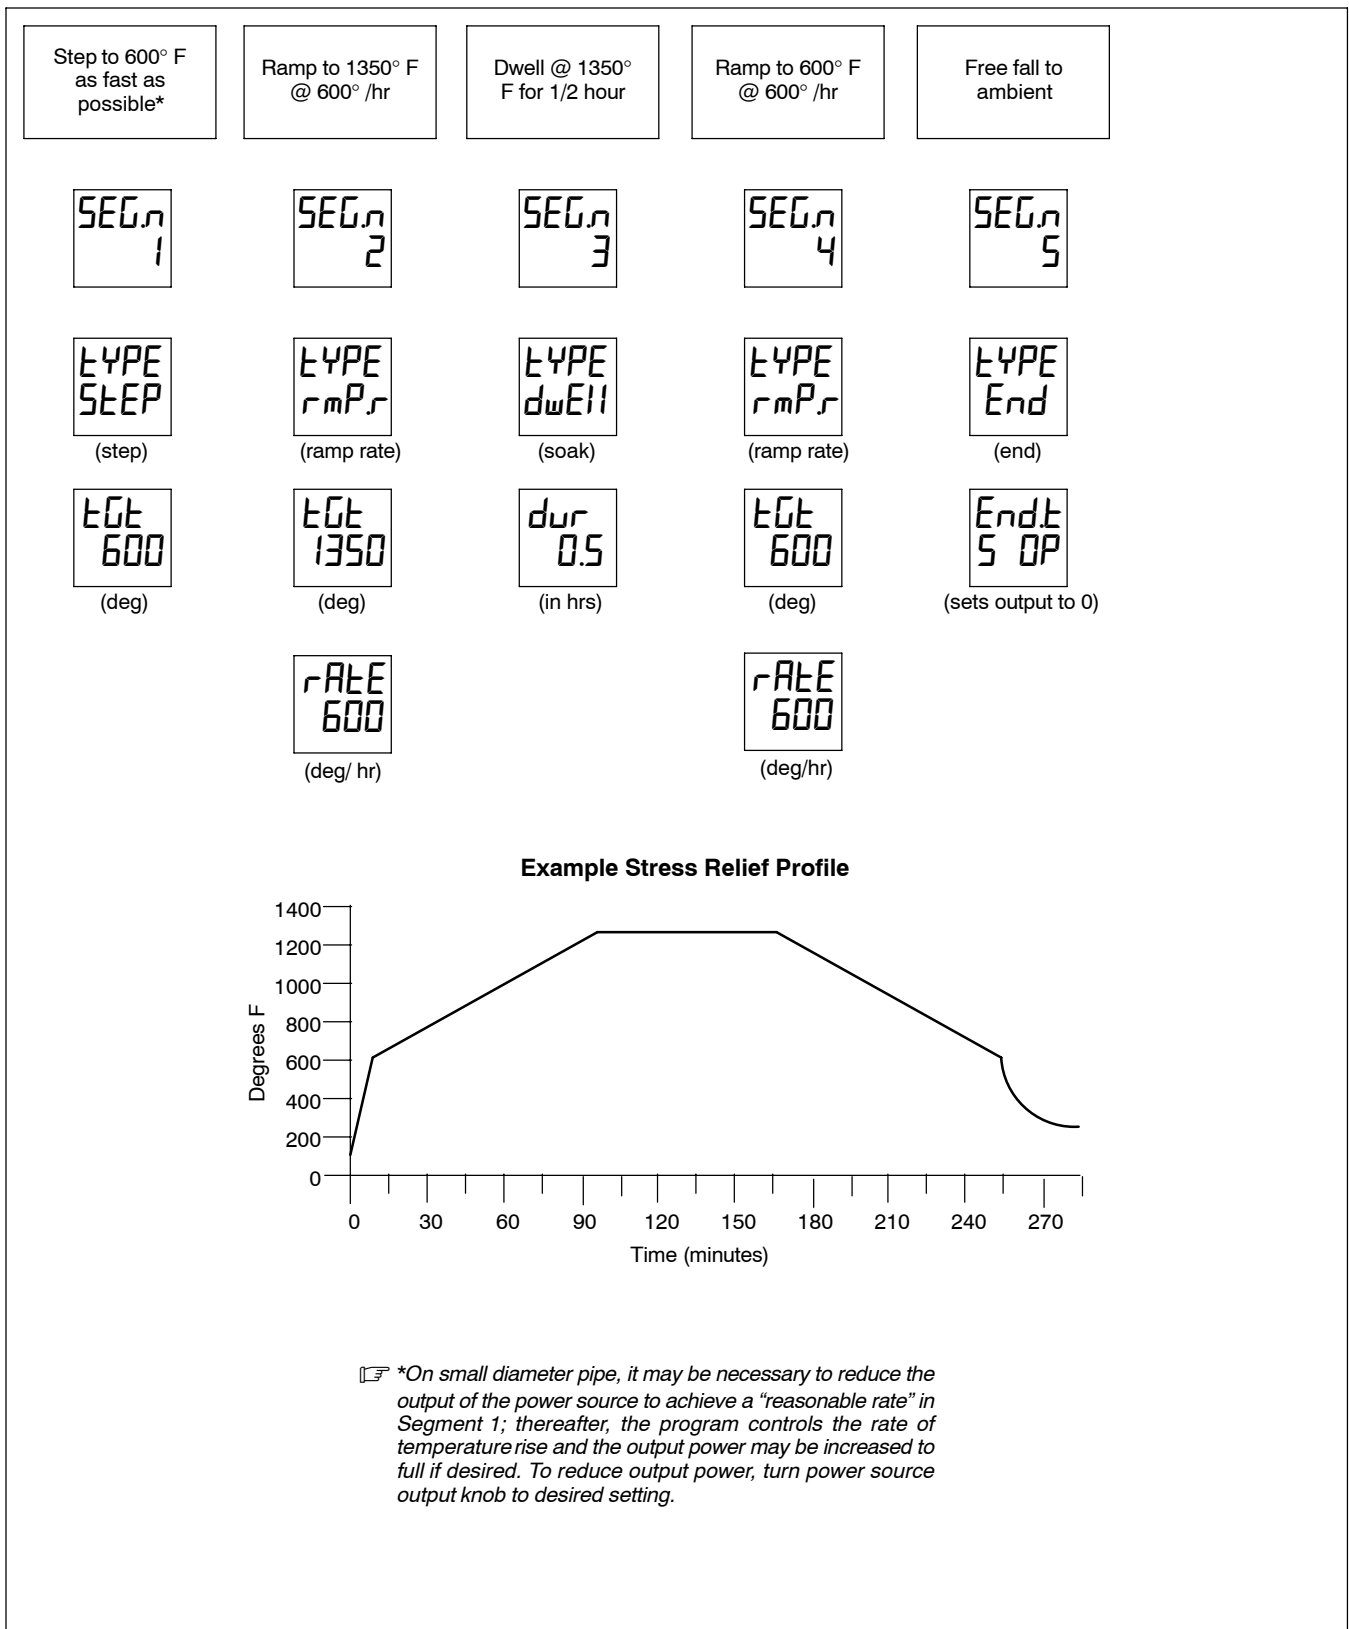 Step to 600° F
as fast as
possible*
Ramp to 1350° F
@ 600° /hr
Dwell @ 1350°
F for 1/2 hour
Ramp to 600° F
@ 600° /hr
Free fall to
ambient
SEG.n
1
SEG.n
2
SEG.n
3
SEG.n
4
SEG.n
5
tYPE
StEP
(step)
tYPE
rmP.r
(ramp rate)
tYPE
dwEll
(soak)
tYPE
rmP.r
(ramp rate)
tYPE
End
(end)
tGt
600
(deg)
tGt
1350
(deg)
dur
0.5
(in hrs)
tGt
600
(deg)
End.t
S OP
(sets output to 0)
rAtE
600
(deg/ hr)
rAtE
600
(deg/hr)
Example Stress Relief Profile
Degrees F
1400
1200
1000
800
600
400
200
0
0 30 60 90 120 150 180 210 240 270
Time (minutes)
*On small diameter pipe, it may be necessary to reduce the
output of the power source to achieve a “reasonable rate” in
Segment 1; thereafter, the program controls the rate of
temperature rise and the output power may be increased to
full if desired. To reduce output power, turn power source
output knob to desired setting.